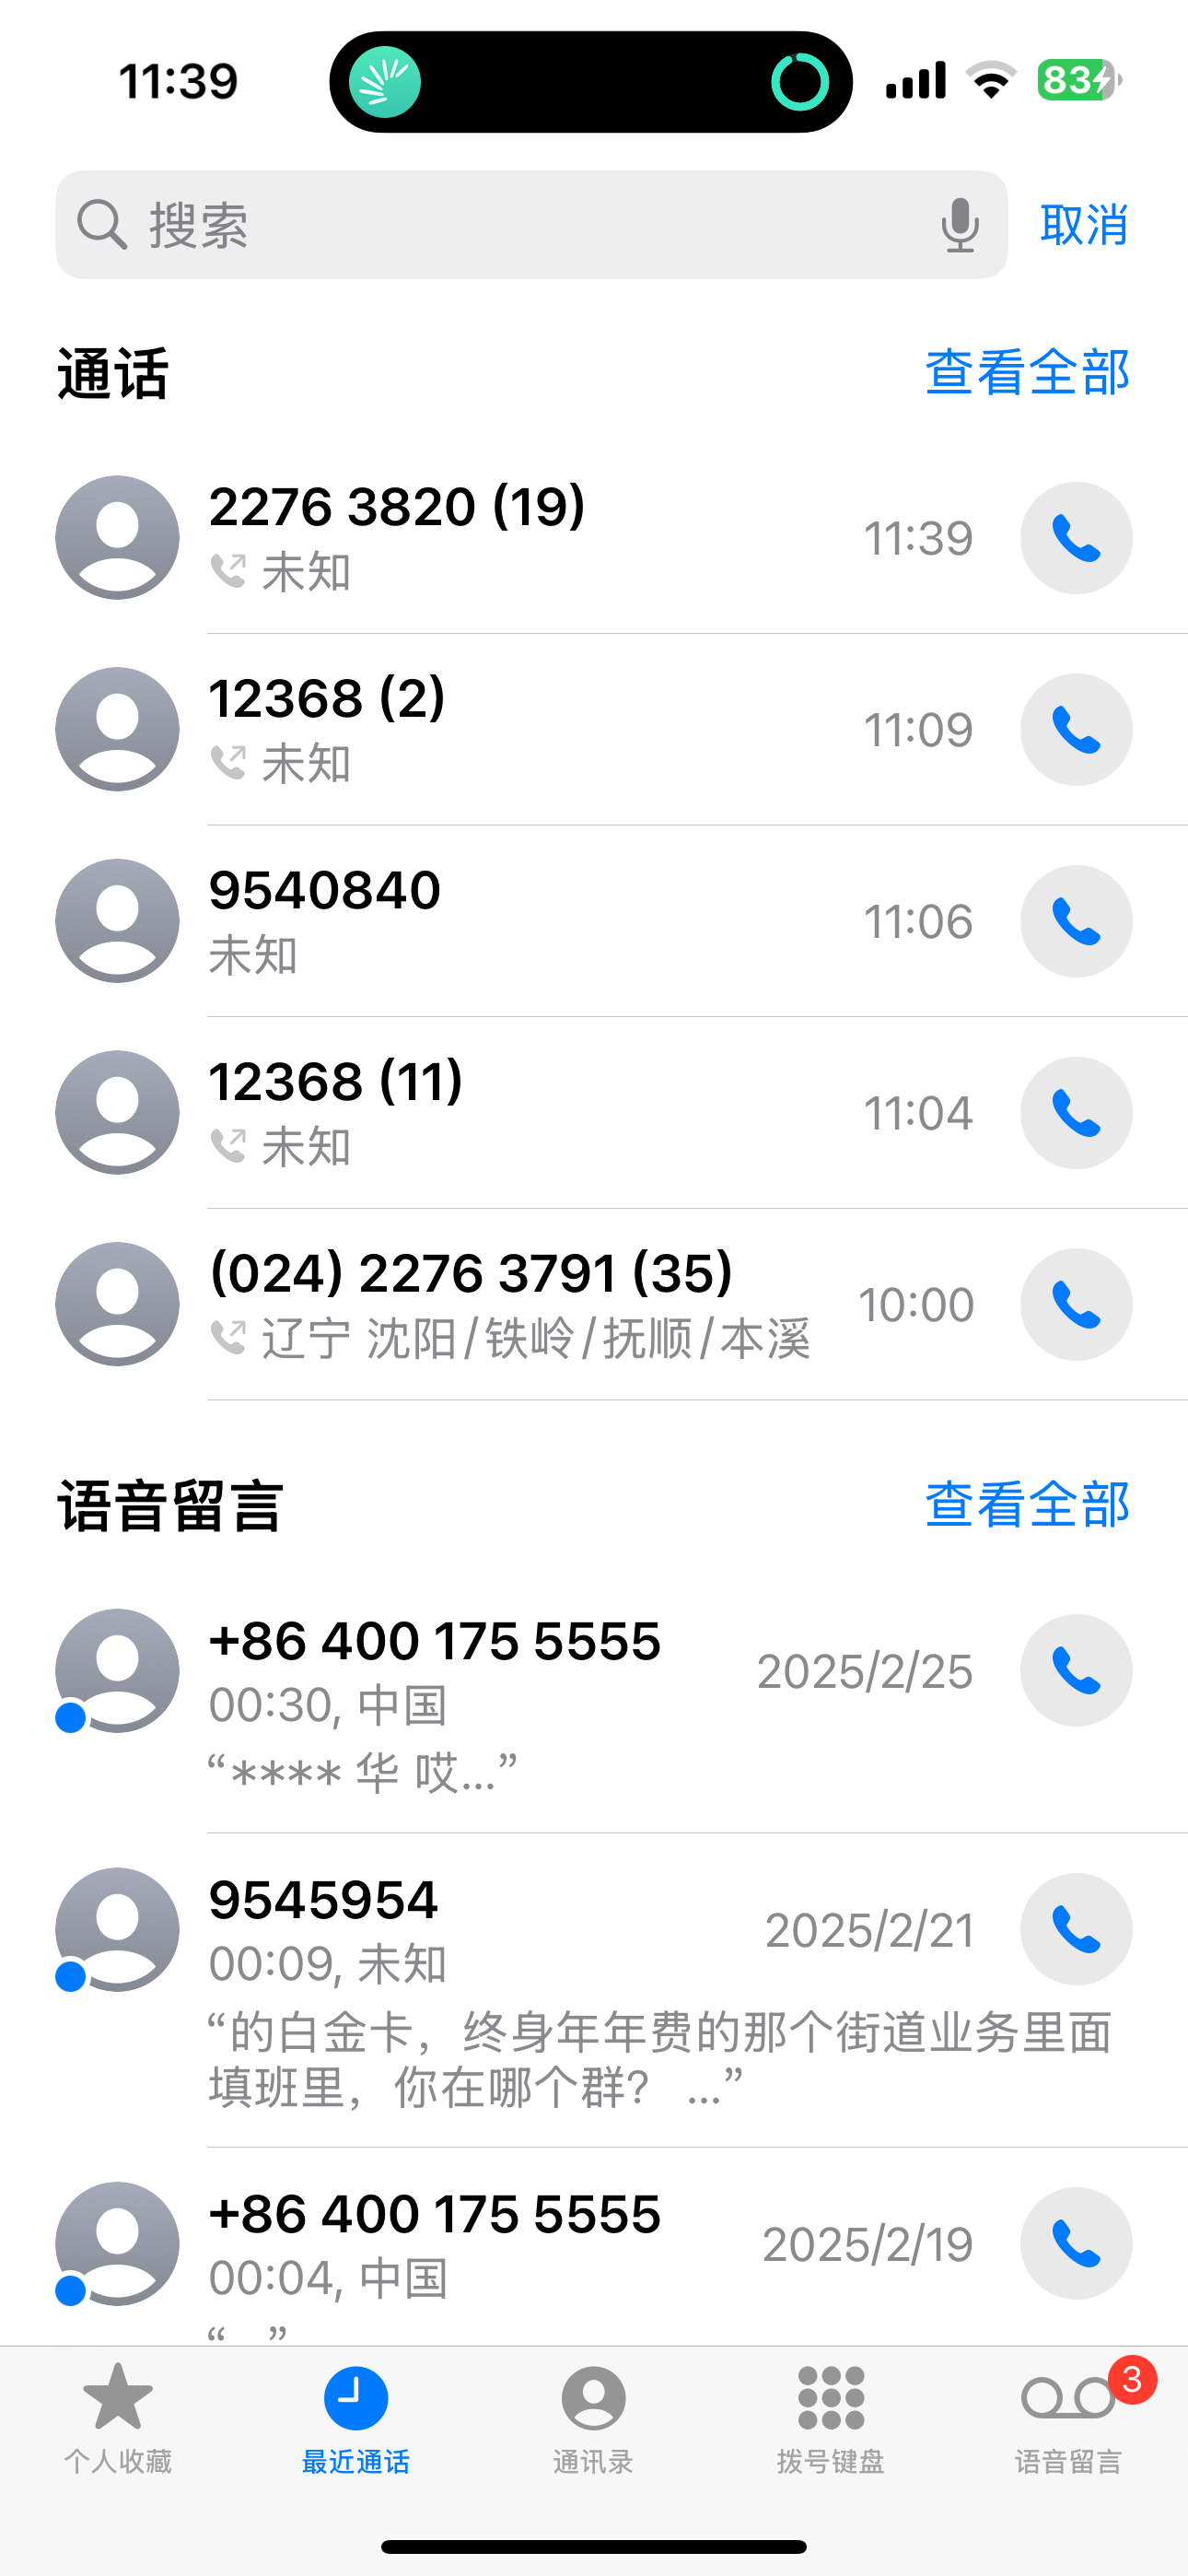 11:39
83
搜索
取消
通话
查看全部
2276 3820 (19)
未知
11:39
12368 (2)
未知
11:09
9540840
未知
11:06
12368 (11)
未知
11:04
(024) 2276 3791 (35)
辽宁 沈阳/铁岭/抚顺/本溪
10:00
语音留言
查看全部
+86 400 175 5555
00:30, 中国
2025/2/25
“**** 华 哎...”
9545954
00:09, 未知
2025/2/21
“的白金卡，终身年年费的那个街道业务里面
填班里，你在哪个群？ ...”
+86 400 175 5555
00:04, 中国
2025/2/19
“ ”
个人收藏
最近通话
通讯录
拨号键盘
语音留言
3